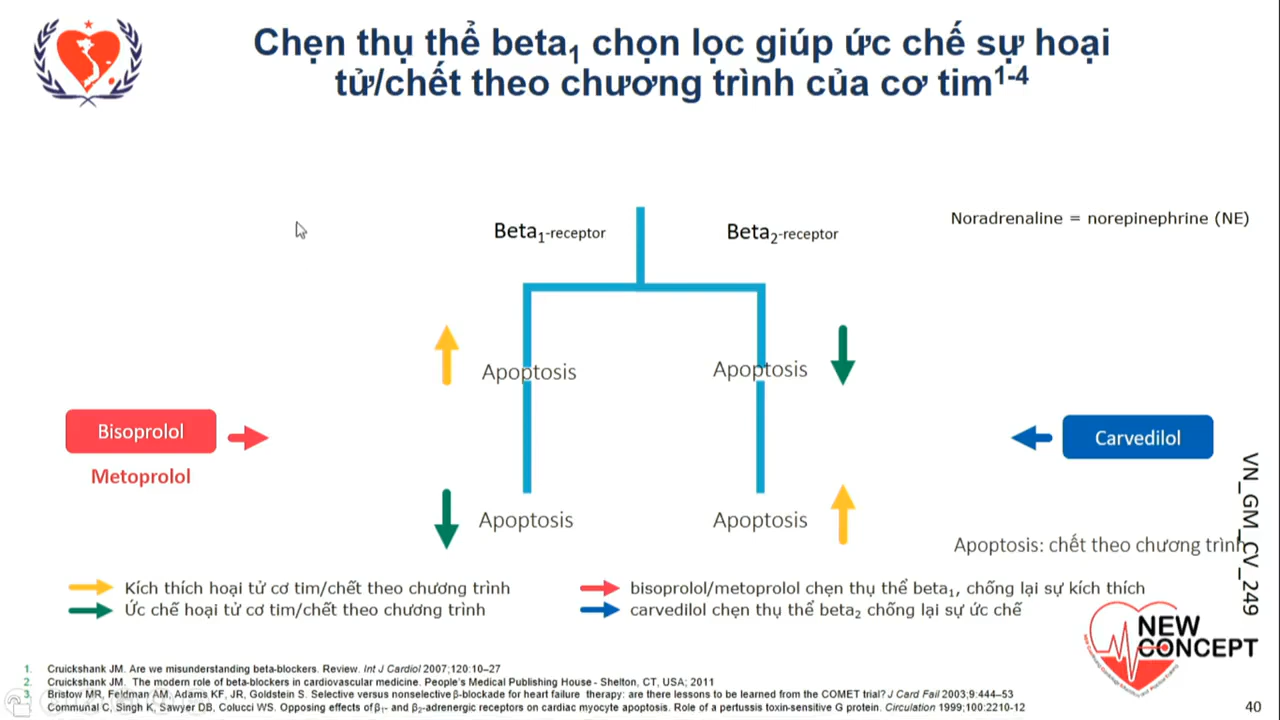 Chẹn thụ thể beta₁ chọn lọc giúp ức chế sự hoại
tử/chết theo chương trình của cơ tim¹⁻⁴
Noradrenaline = norepinephrine (NE)
Beta₁-receptor
Beta₂-receptor
Apoptosis
Apoptosis
Bisoprolol
Carvedilol
Metoprolol
Apoptosis
Apoptosis
Apoptosis: chết theo chương trình
VN_GM_CV_249
Kích thích hoại tử cơ tim/chết theo chương trình
bisoprolol/metoprolol chẹn thụ thể beta₁, chống lại sự kích thích
Ức chế hoại tử cơ tim/chết theo chương trình
carvedilol chẹn thụ thể beta₂ chống lại sự ức chế
NEW
CONCEPT
1. Cruickshank JM. Are we misunderstanding beta-blockers. Review. Int J Cardiol 2007;120:10–27
2. Cruickshank JM. The modern role of beta-blockers in cardiovascular medicine. People's Medical Publishing House - Shelton, CT, USA; 2011
3. Bristow MR, Feldman AM, Adams KF, JR, Goldstein S. Selective versus nonselective β-blockade for heart failure therapy: are there lessons to be learned from the COMET trial? J Card Fail 2003;9:444–53
Communal C, Singh K, Sawyer DB, Colucci WS. Opposing effects of β₁- and β₂-adrenergic receptors on cardiac myocyte apoptosis. Role of a pertussis toxin-sensitive G protein. Circulation 1999;100:2210-12
40